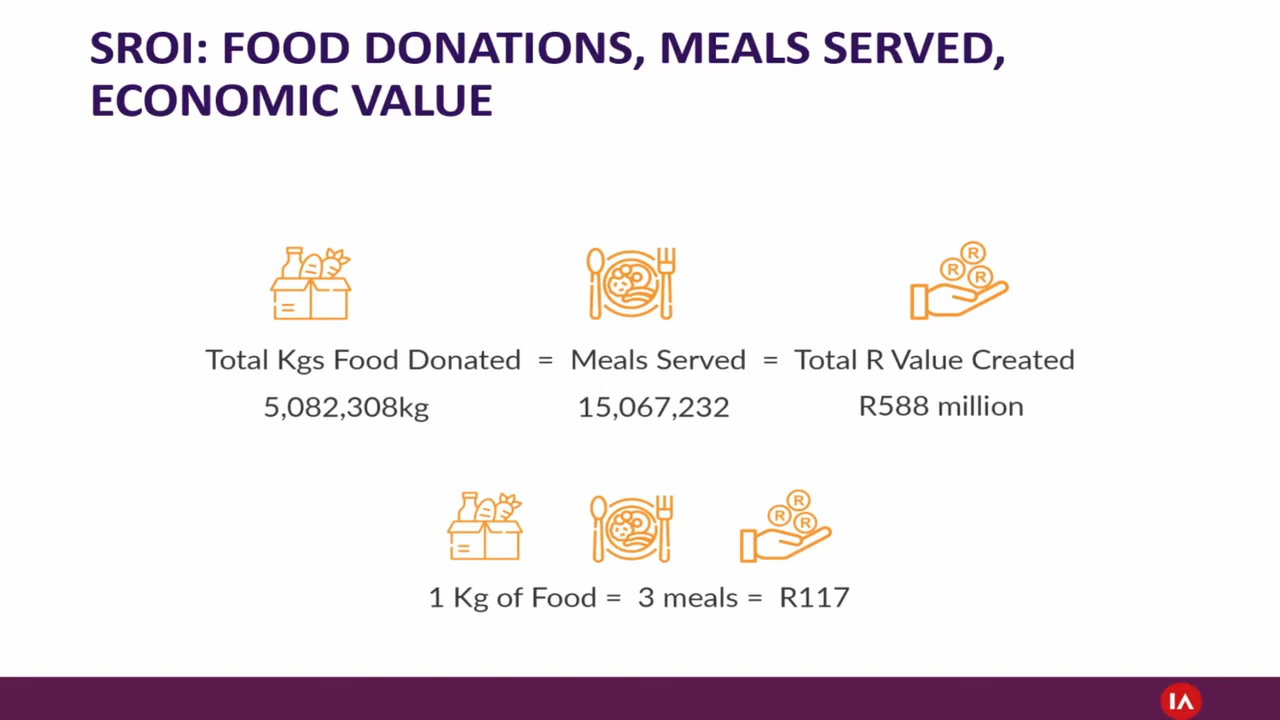 SROI: FOOD DONATIONS, MEALS SERVED,
ECONOMIC VALUE
R R R
Total Kgs Food Donated = Meals Served = Total R Value Created
5,082,308kg 15,067,232 R588 million
R R R
1 Kg of Food = 3 meals = R117
IA